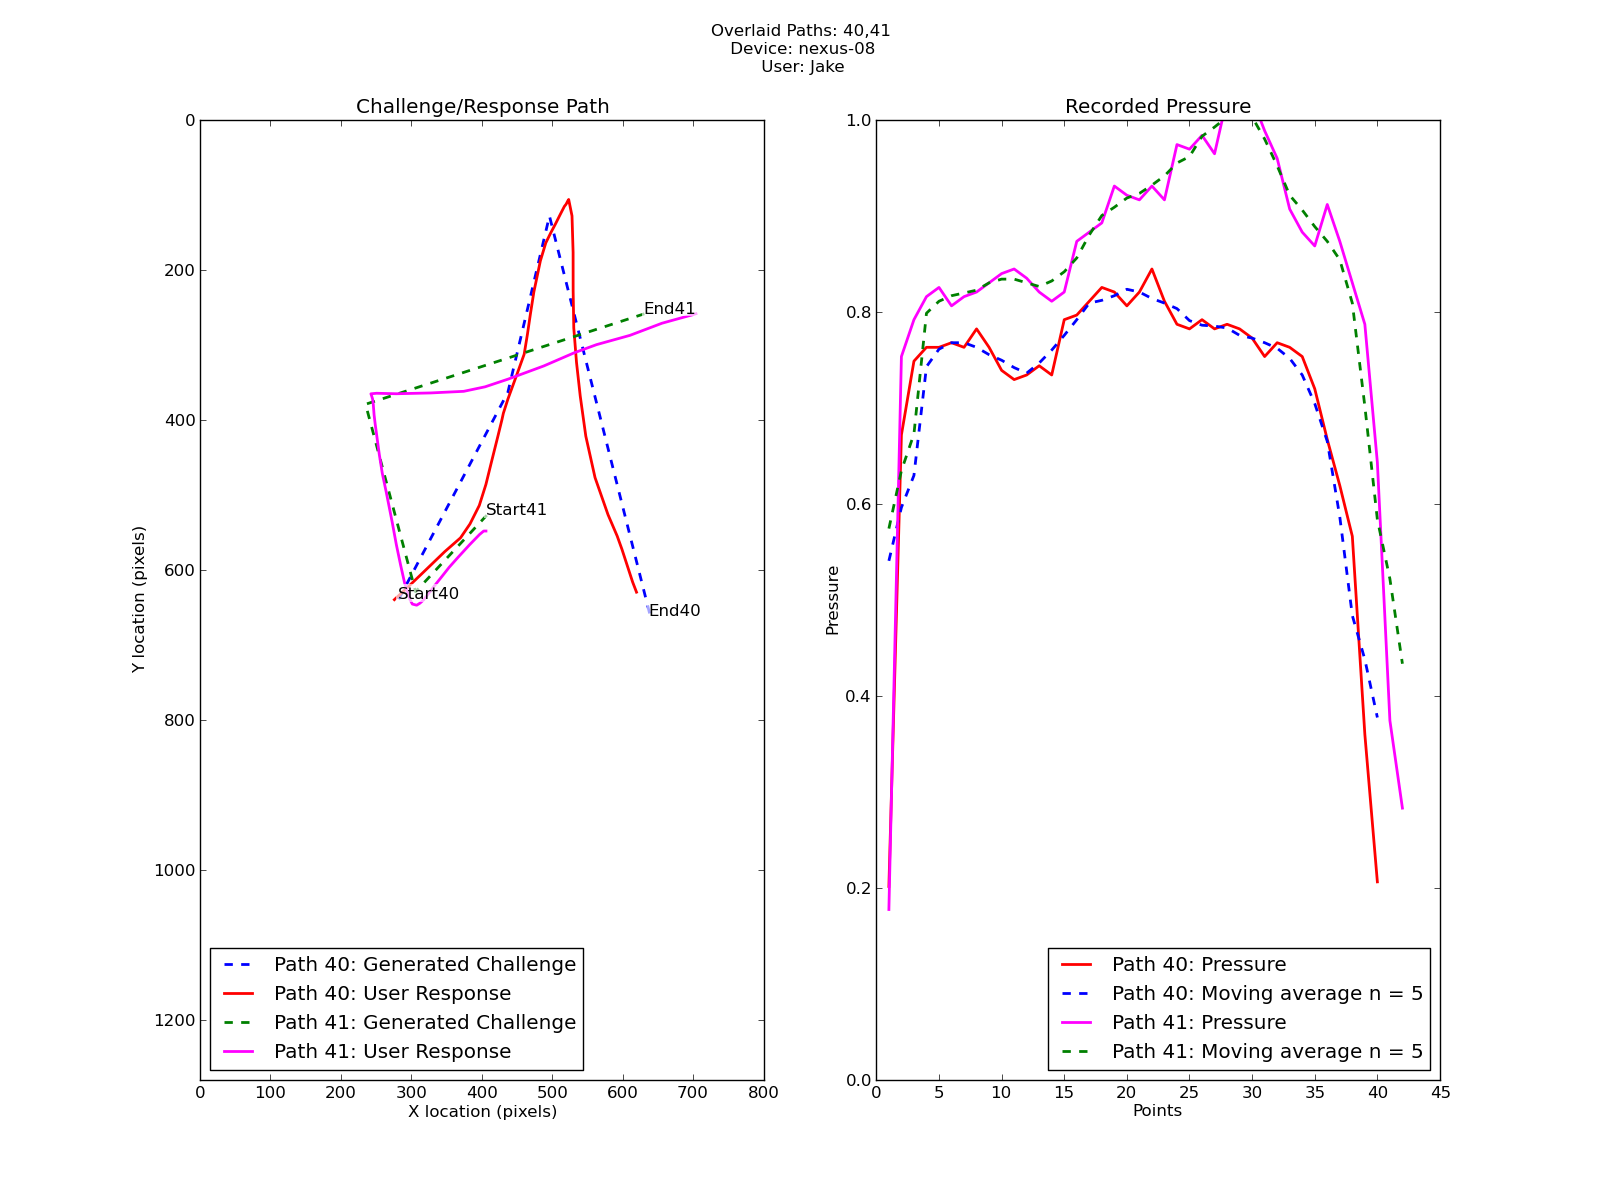 Overlaid Paths: 40,41
Device: nexus-08
User: Jake
Challenge/Response Path
0
200
400
600
800
1000
1200
Y location (pixels)
End41
Start41
Start40
End40
Path 40: Generated Challenge
Path 40: User Response
Path 41: Generated Challenge
Path 41: User Response
0 100 200 300 400 500 600 700 800
X location (pixels)
Recorded Pressure
1.0
0.8
0.6
0.4
0.2
0.0
Pressure
Path 40: Pressure
Path 40: Moving average n = 5
Path 41: Pressure
Path 41: Moving average n = 5
0 5 10 15 20 25 30 35 40 45
Points